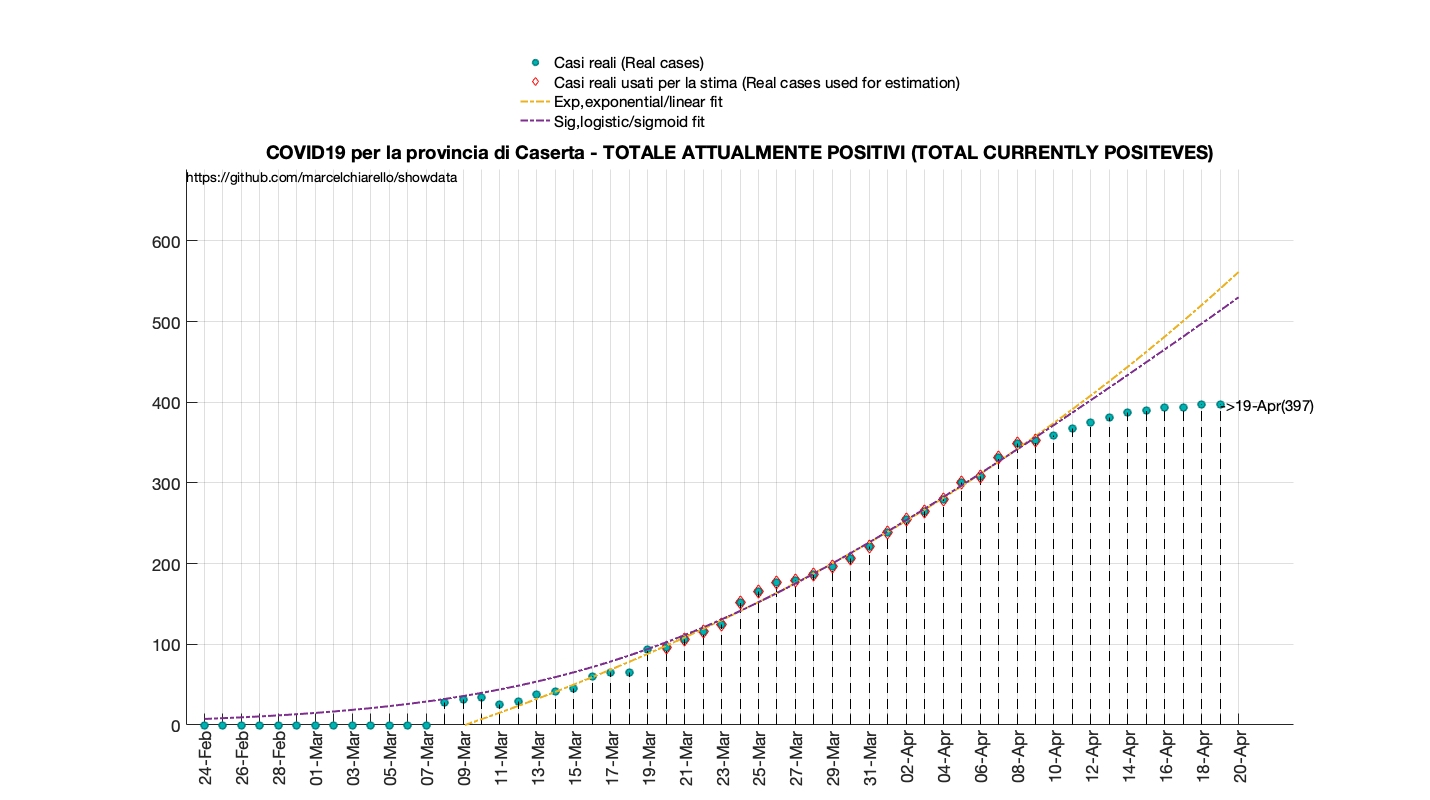 Casi reali (Real cases)
Casi reali usati per la stima (Real cases used for estimation)
Exp,exponential/linear fit
Sig,logistic/sigmoid fit
COVID19 per la provincia di Caserta - TOTALE ATTUALMENTE POSITIVI (TOTAL CURRENTLY POSITEVES)
https://github.com/marcelchiarello/showdata
600
500
400
300
200
100
0
->19-Apr(397)
24-Feb
26-Feb
28-Feb
01-Mar
03-Mar
05-Mar
07-Mar
09-Mar
11-Mar
13-Mar
15-Mar
17-Mar
19-Mar
21-Mar
23-Mar
25-Mar
27-Mar
29-Mar
31-Mar
02-Apr
04-Apr
06-Apr
08-Apr
10-Apr
12-Apr
14-Apr
16-Apr
18-Apr
20-Apr